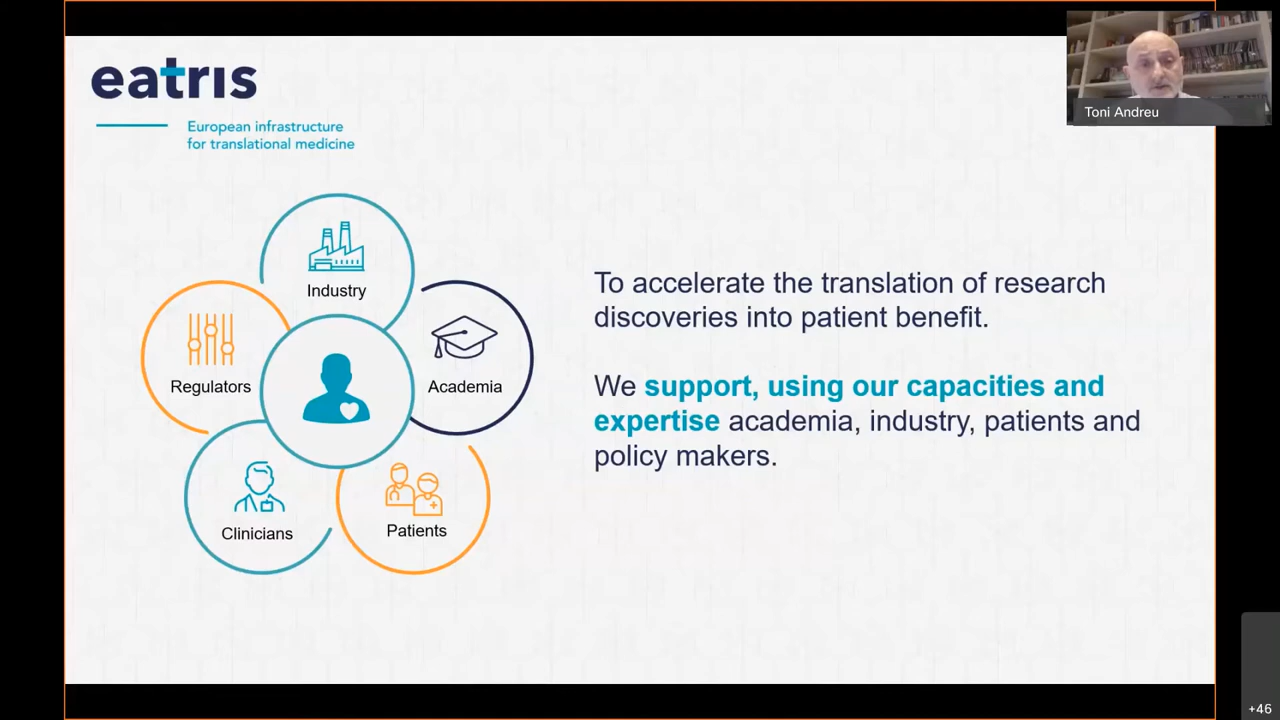 eatris
European infrastructure
for translational medicine
Toni Andreu
Industry
Regulators
Academia
Clinicians
Patients
To accelerate the translation of research
discoveries into patient benefit.
We support, using our capacities and
expertise academia, industry, patients and
policy makers.
+46